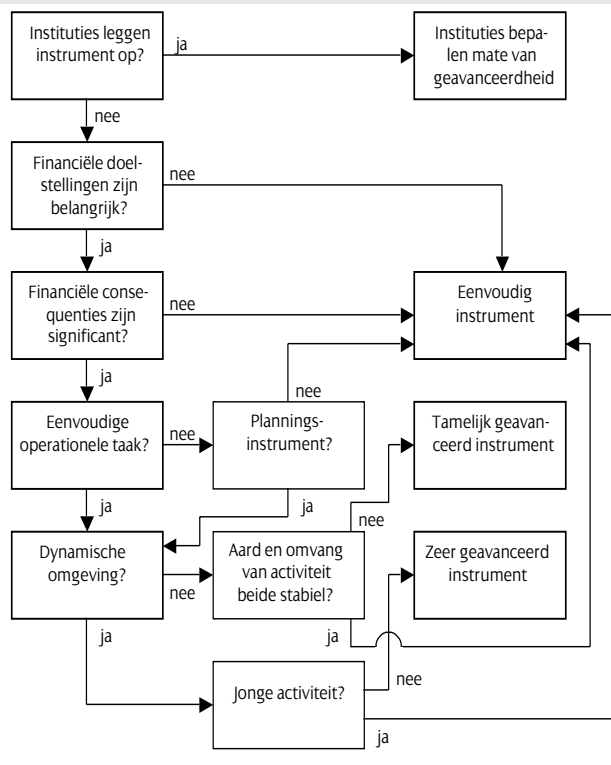 Instituties leggen
instrument op?
ja
Instituties bepa-
len mate van
geavanceerdheid
nee
Financiële doel-
stellingen zijn
belangrijk?
nee
ja
Financiële conse-
quenties zijn
significant?
nee
Eenvoudig
instrument
ja
nee
Eenvoudige
operationele taak?
nee
Plannings-
instrument?
Tamelijk geavan-
ceerd instrument
ja
ja
nee
Dynamische
omgeving?
nee
Aard en omvang
van activiteit
beide stabiel?
Zeer geavanceerd
instrument
ja
ja
Jonge activiteit?
nee
ja